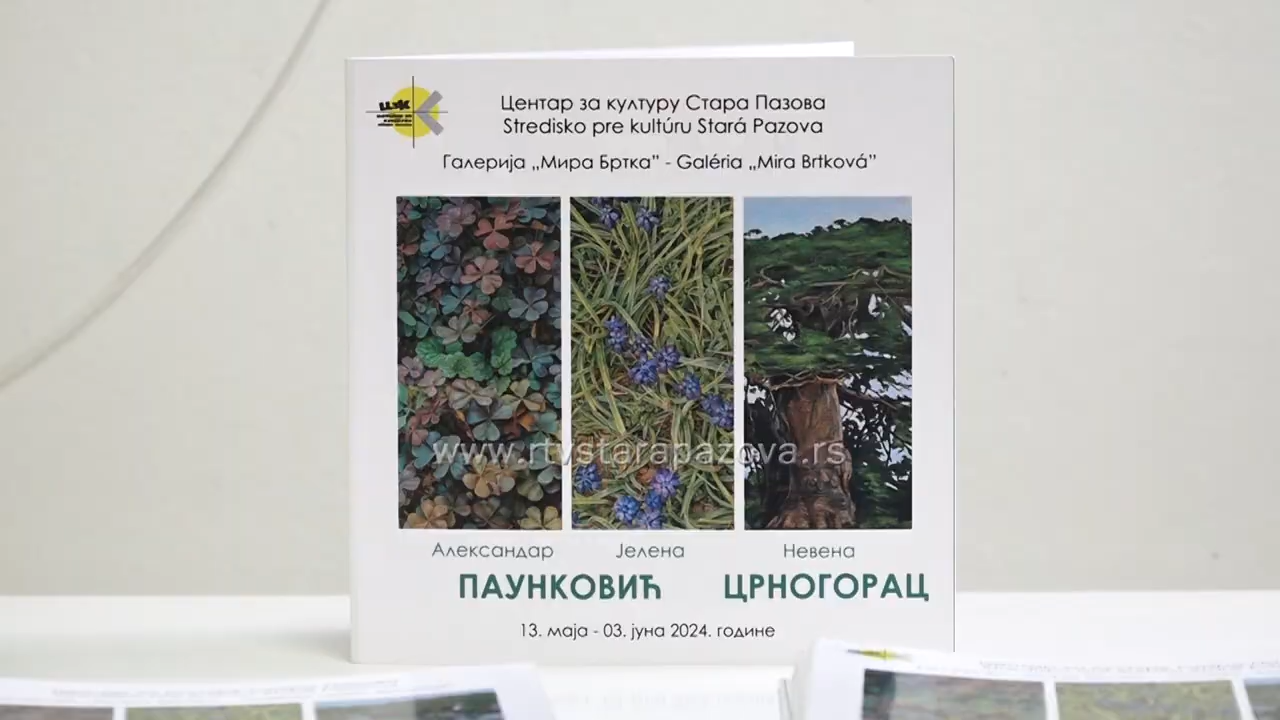 ЦзК
Центар за културу Стара Пазова
Stredisko pre kultúru Stará Pazova
Галерија „Мира Бртка” - Galéria „Mira Brtková”
www.rtvstarapazova.rs
Александар Јелена Невена
ПАУНКОВИЋ ЦРНОГОРАЦ
13. маја - 03. јуна 2024. године